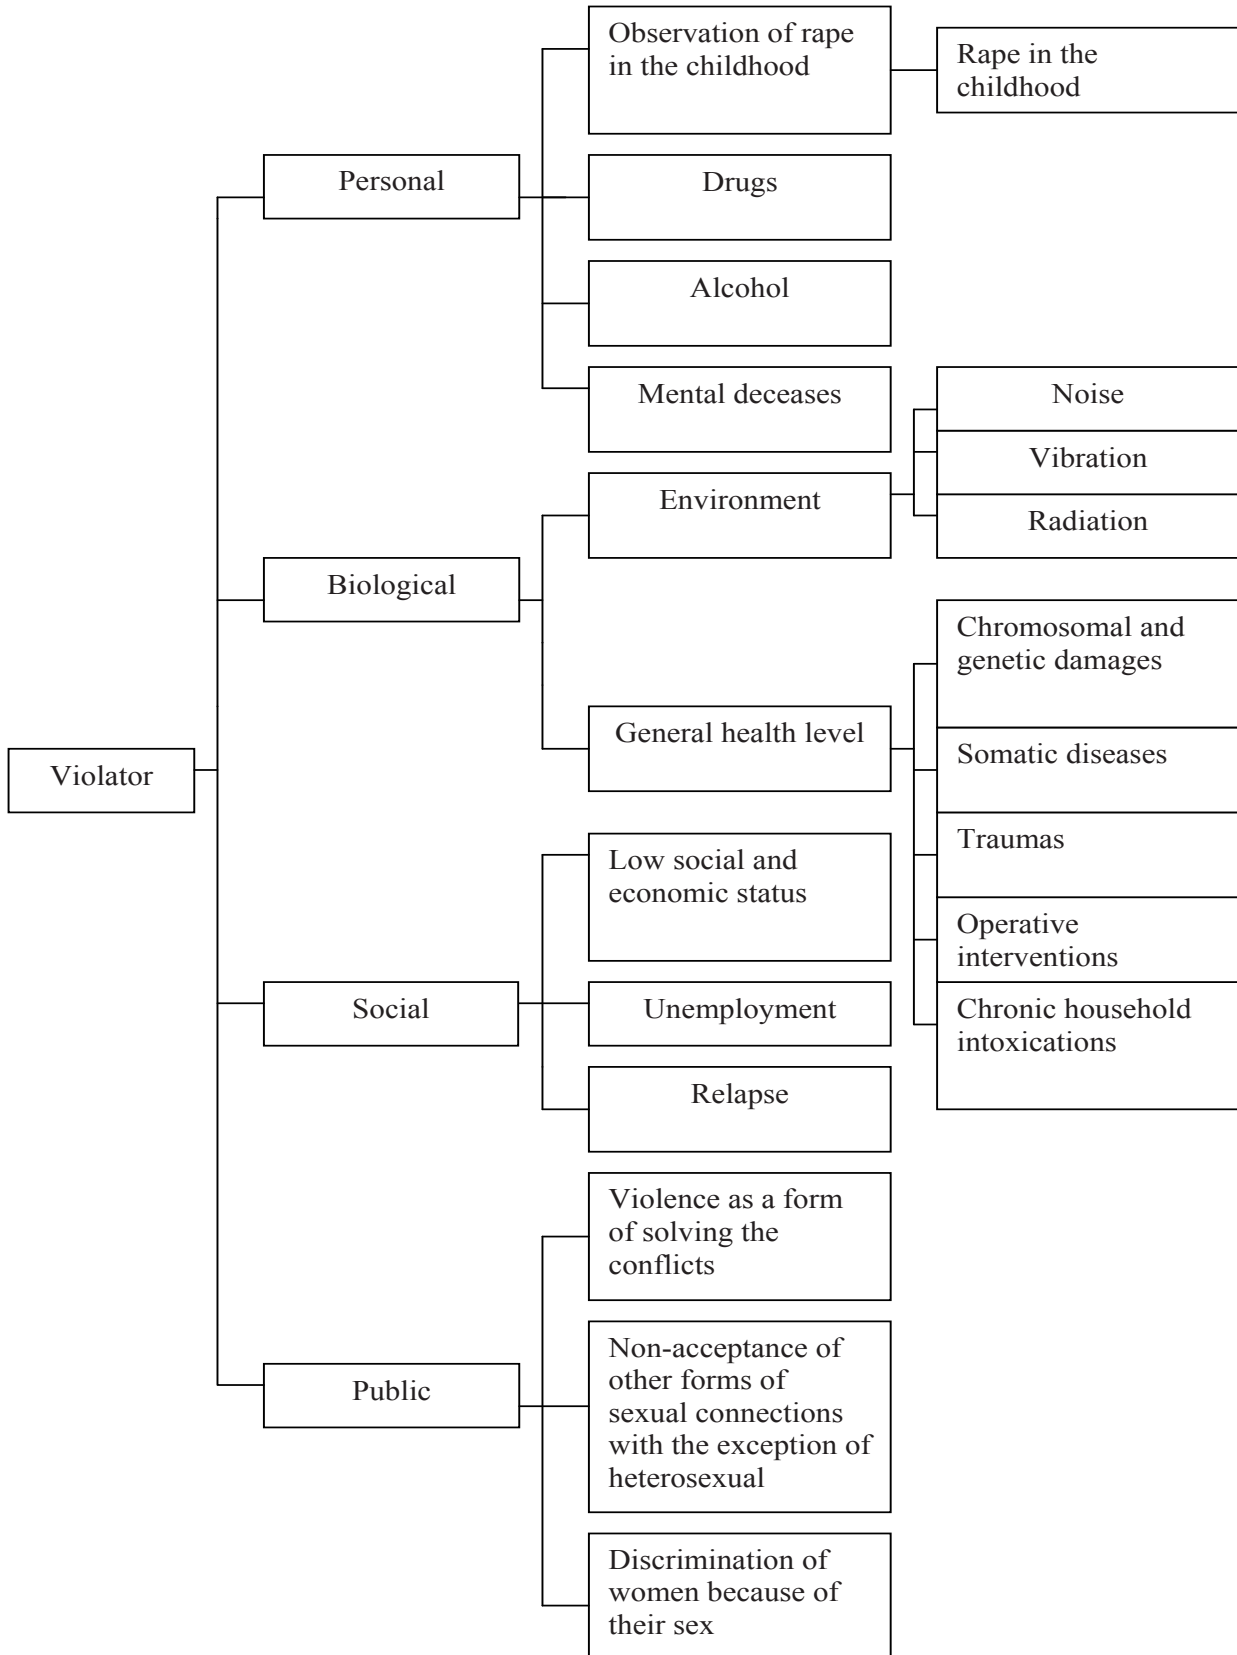 Observation of rape
in the childhood
Rape in the
childhood
Personal
Drugs
Alcohol
Mental deceases
Noise
Vibration
Environment
Radiation
Biological
Chromosomal and
genetic damages
General health level
Somatic diseases
Violator
Traumas
Low social and
economic status
Operative
interventions
Social
Unemployment
Chronic household
intoxications
Relapse
Violence as a form
of solving the
conflicts
Public
Non-acceptance of
other forms of
sexual connections
with the exception of
heterosexual
Discrimination of
women because of
their sex